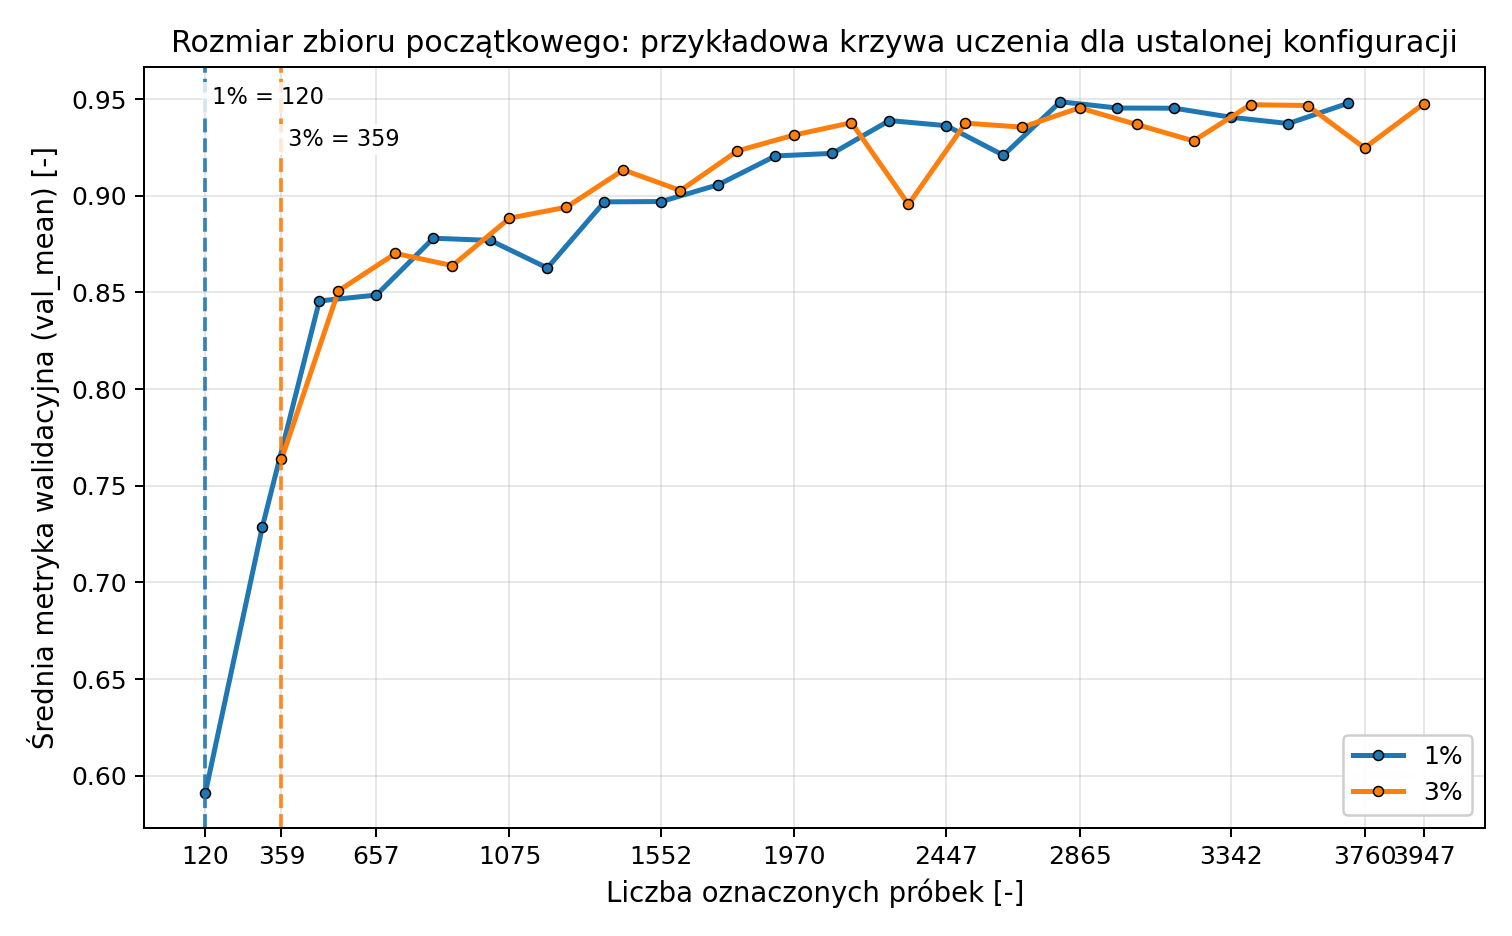 Rozmiar zbioru początkowego: przykładowa krzywa uczenia dla ustalonej konfiguracji
Średnia metryka walidacyjna (val_mean) [-]
0.95
0.90
0.85
0.80
0.75
0.70
0.65
0.60
1% = 120
3% = 359
1%
3%
120 359 657 1075 1552 1970 2447 2865 3342 3760 3947
Liczba oznaczonych próbek [-]